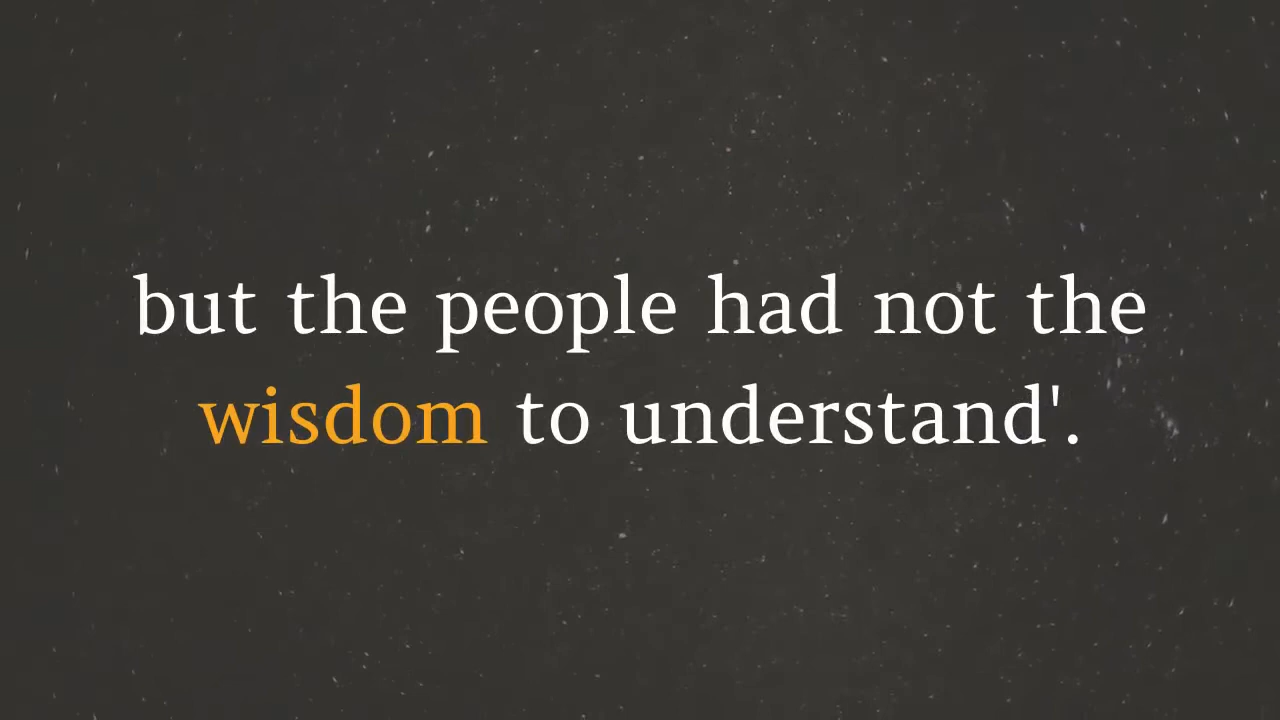 but the people had not the
wisdom to understand'.